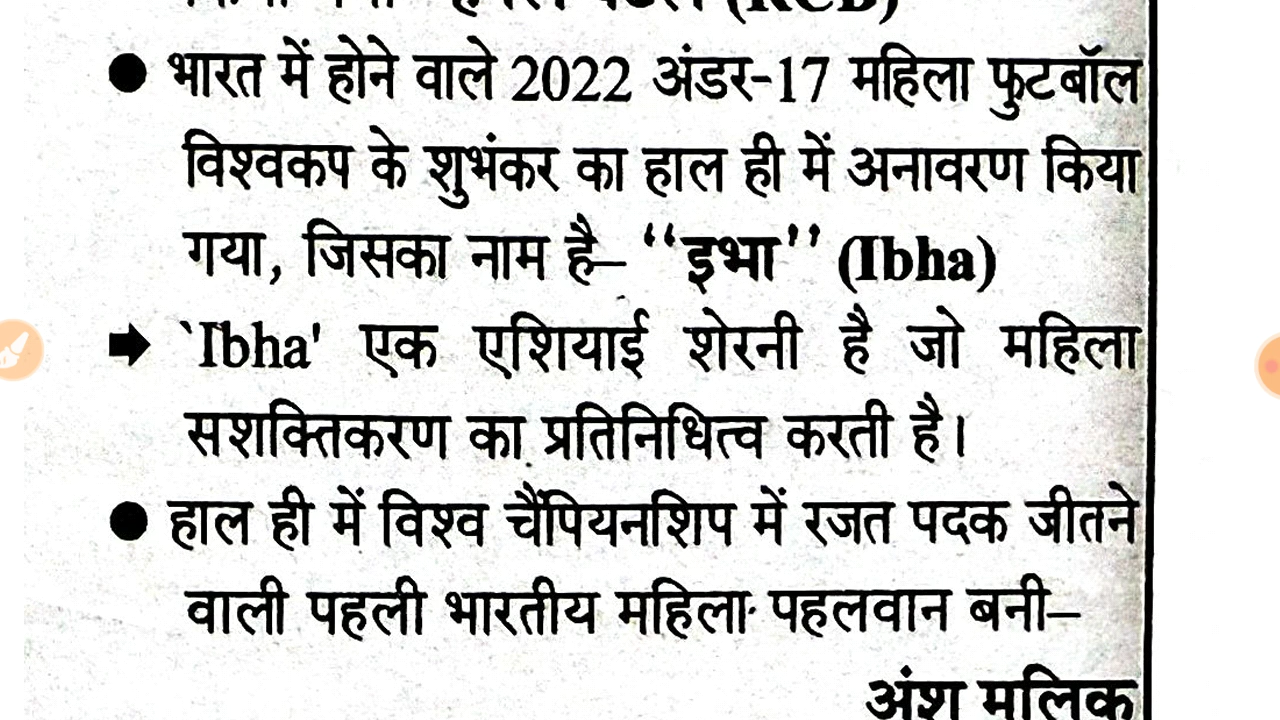 (RCB)
● भारत में होने वाले 2022 अंडर-17 महिला फुटबॉल
विश्वकप के शुभंकर का हाल ही में अनावरण किया
गया, जिसका नाम है– ‘‘इभा’’ (Ibha)
➡ `Ibha' एक एशियाई शेरनी है जो महिला
सशक्तिकरण का प्रतिनिधित्व करती है।
● हाल ही में विश्व चैंपियनशिप में रजत पदक जीतने
वाली पहली भारतीय महिला पहलवान बनी–
अंशु मलिक